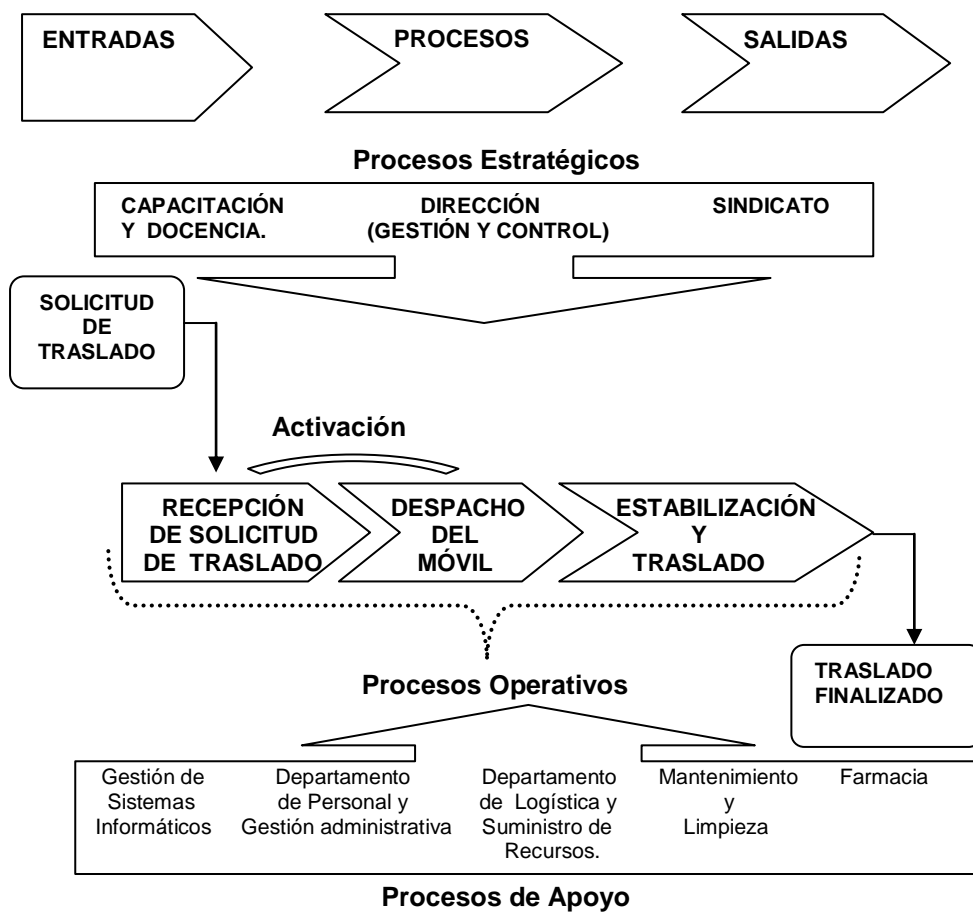 ENTRADAS
PROCESOS
SALIDAS
Procesos Estratégicos
CAPACITACIÓN
Y DOCENCIA.
DIRECCIÓN
(GESTIÓN Y CONTROL)
SINDICATO
SOLICITUD
DE
TRASLADO
Activación
RECEPCIÓN
DE SOLICITUD
DE TRASLADO
DESPACHO
DEL
MÓVIL
ESTABILIZACIÓN
Y
TRASLADO
TRASLADO
FINALIZADO
Procesos Operativos
Gestión de
Sistemas
Informáticos
Departamento
de Personal y
Gestión administrativa
Departamento
de Logística y
Suministro de
Recursos.
Mantenimiento
y
Limpieza
Farmacia
Procesos de Apoyo